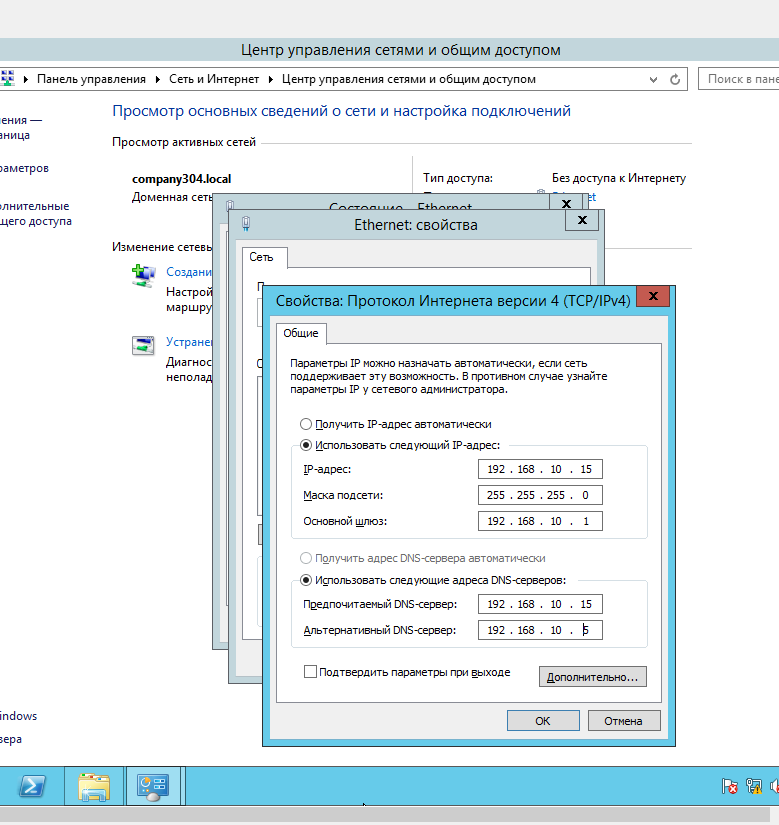 Центр управления сетями и общим доступом
Панель управления Сеть и Интернет Центр управления сетями и общим доступом
Поиск в пане
ения —
аница
раметров
олнительные
щего доступа
Просмотр основных сведений о сети и настройка подключений
Просмотр активных сетей
company304.local
Доменная сеть
Тип доступа: Без доступа к Интернету
Изменение сетевь
Создани
Настрой
маршру
Устране
Диагнос
неполад
Состояние Ethernet
Ethernet: свойства
Сеть
Свойства: Протокол Интернета версии 4 (TCP/IPv4)
Общие
Параметры IP можно назначать автоматически, если сеть
поддерживает эту возможность. В противном случае узнайте
параметры IP у сетевого администратора.
Получить IP-адрес автоматически
Использовать следующий IP-адрес:
IP-адрес: 192 . 168 . 10 . 15
Маска подсети: 255 . 255 . 255 . 0
Основной шлюз: 192 . 168 . 10 . 1
Получить адрес DNS-сервера автоматически
Использовать следующие адреса DNS-серверов:
Предпочитаемый DNS-сервер: 192 . 168 . 10 . 15
Альтернативный DNS-сервер: 192 . 168 . 10 . 5
Подтвердить параметры при выходе
Дополнительно...
ОК Отмена
indows
вера